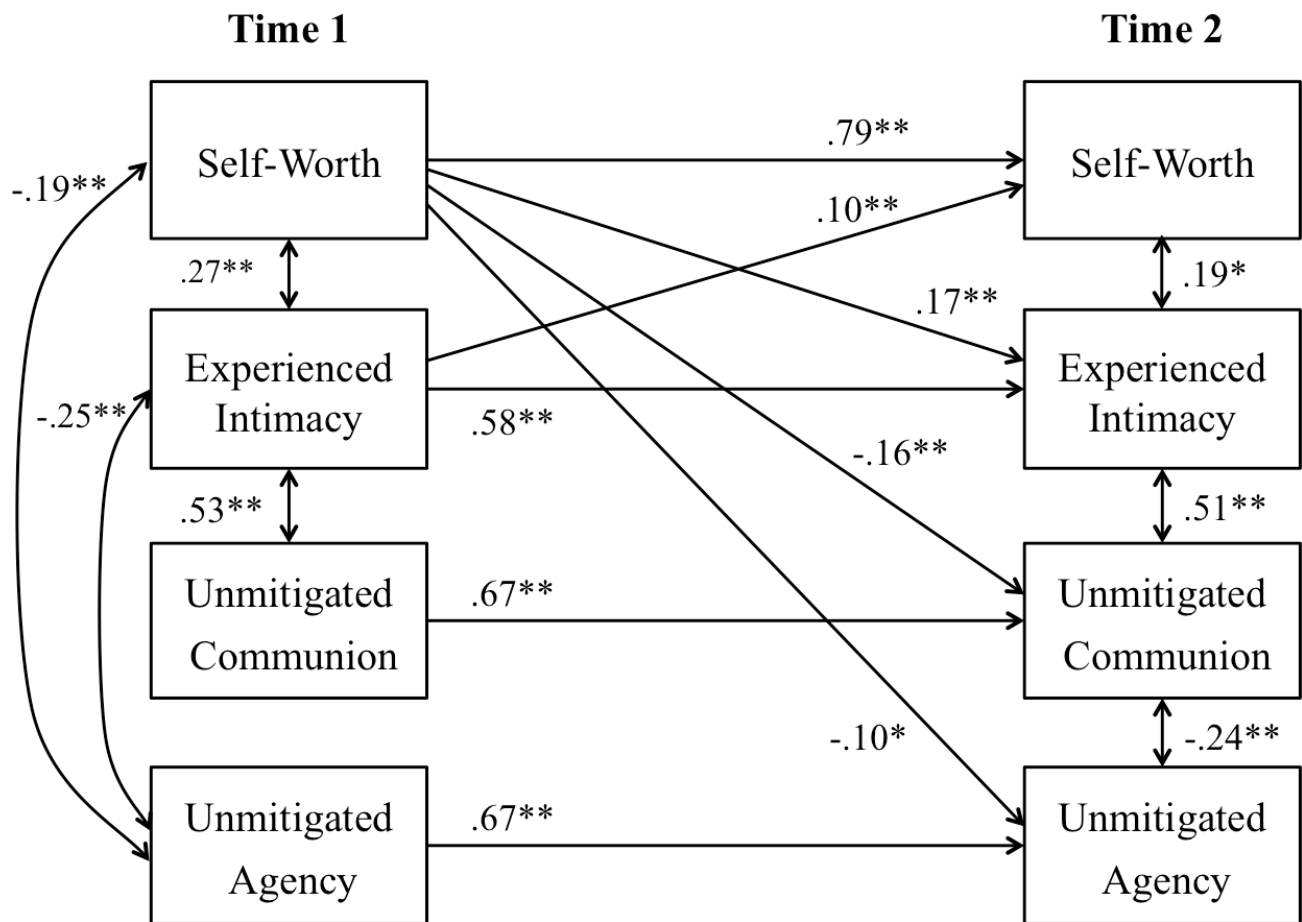 Time 1
Time 2
Self-Worth
.79**
Self-Worth
-.19**
.10**
.27**
.19*
.17**
Experienced
Intimacy
Experienced
Intimacy
-.25**
.58**
-.16**
.53**
.51**
Unmitigated
Communion
.67**
Unmitigated
Communion
-.10*
-.24**
Unmitigated
Agency
.67**
Unmitigated
Agency